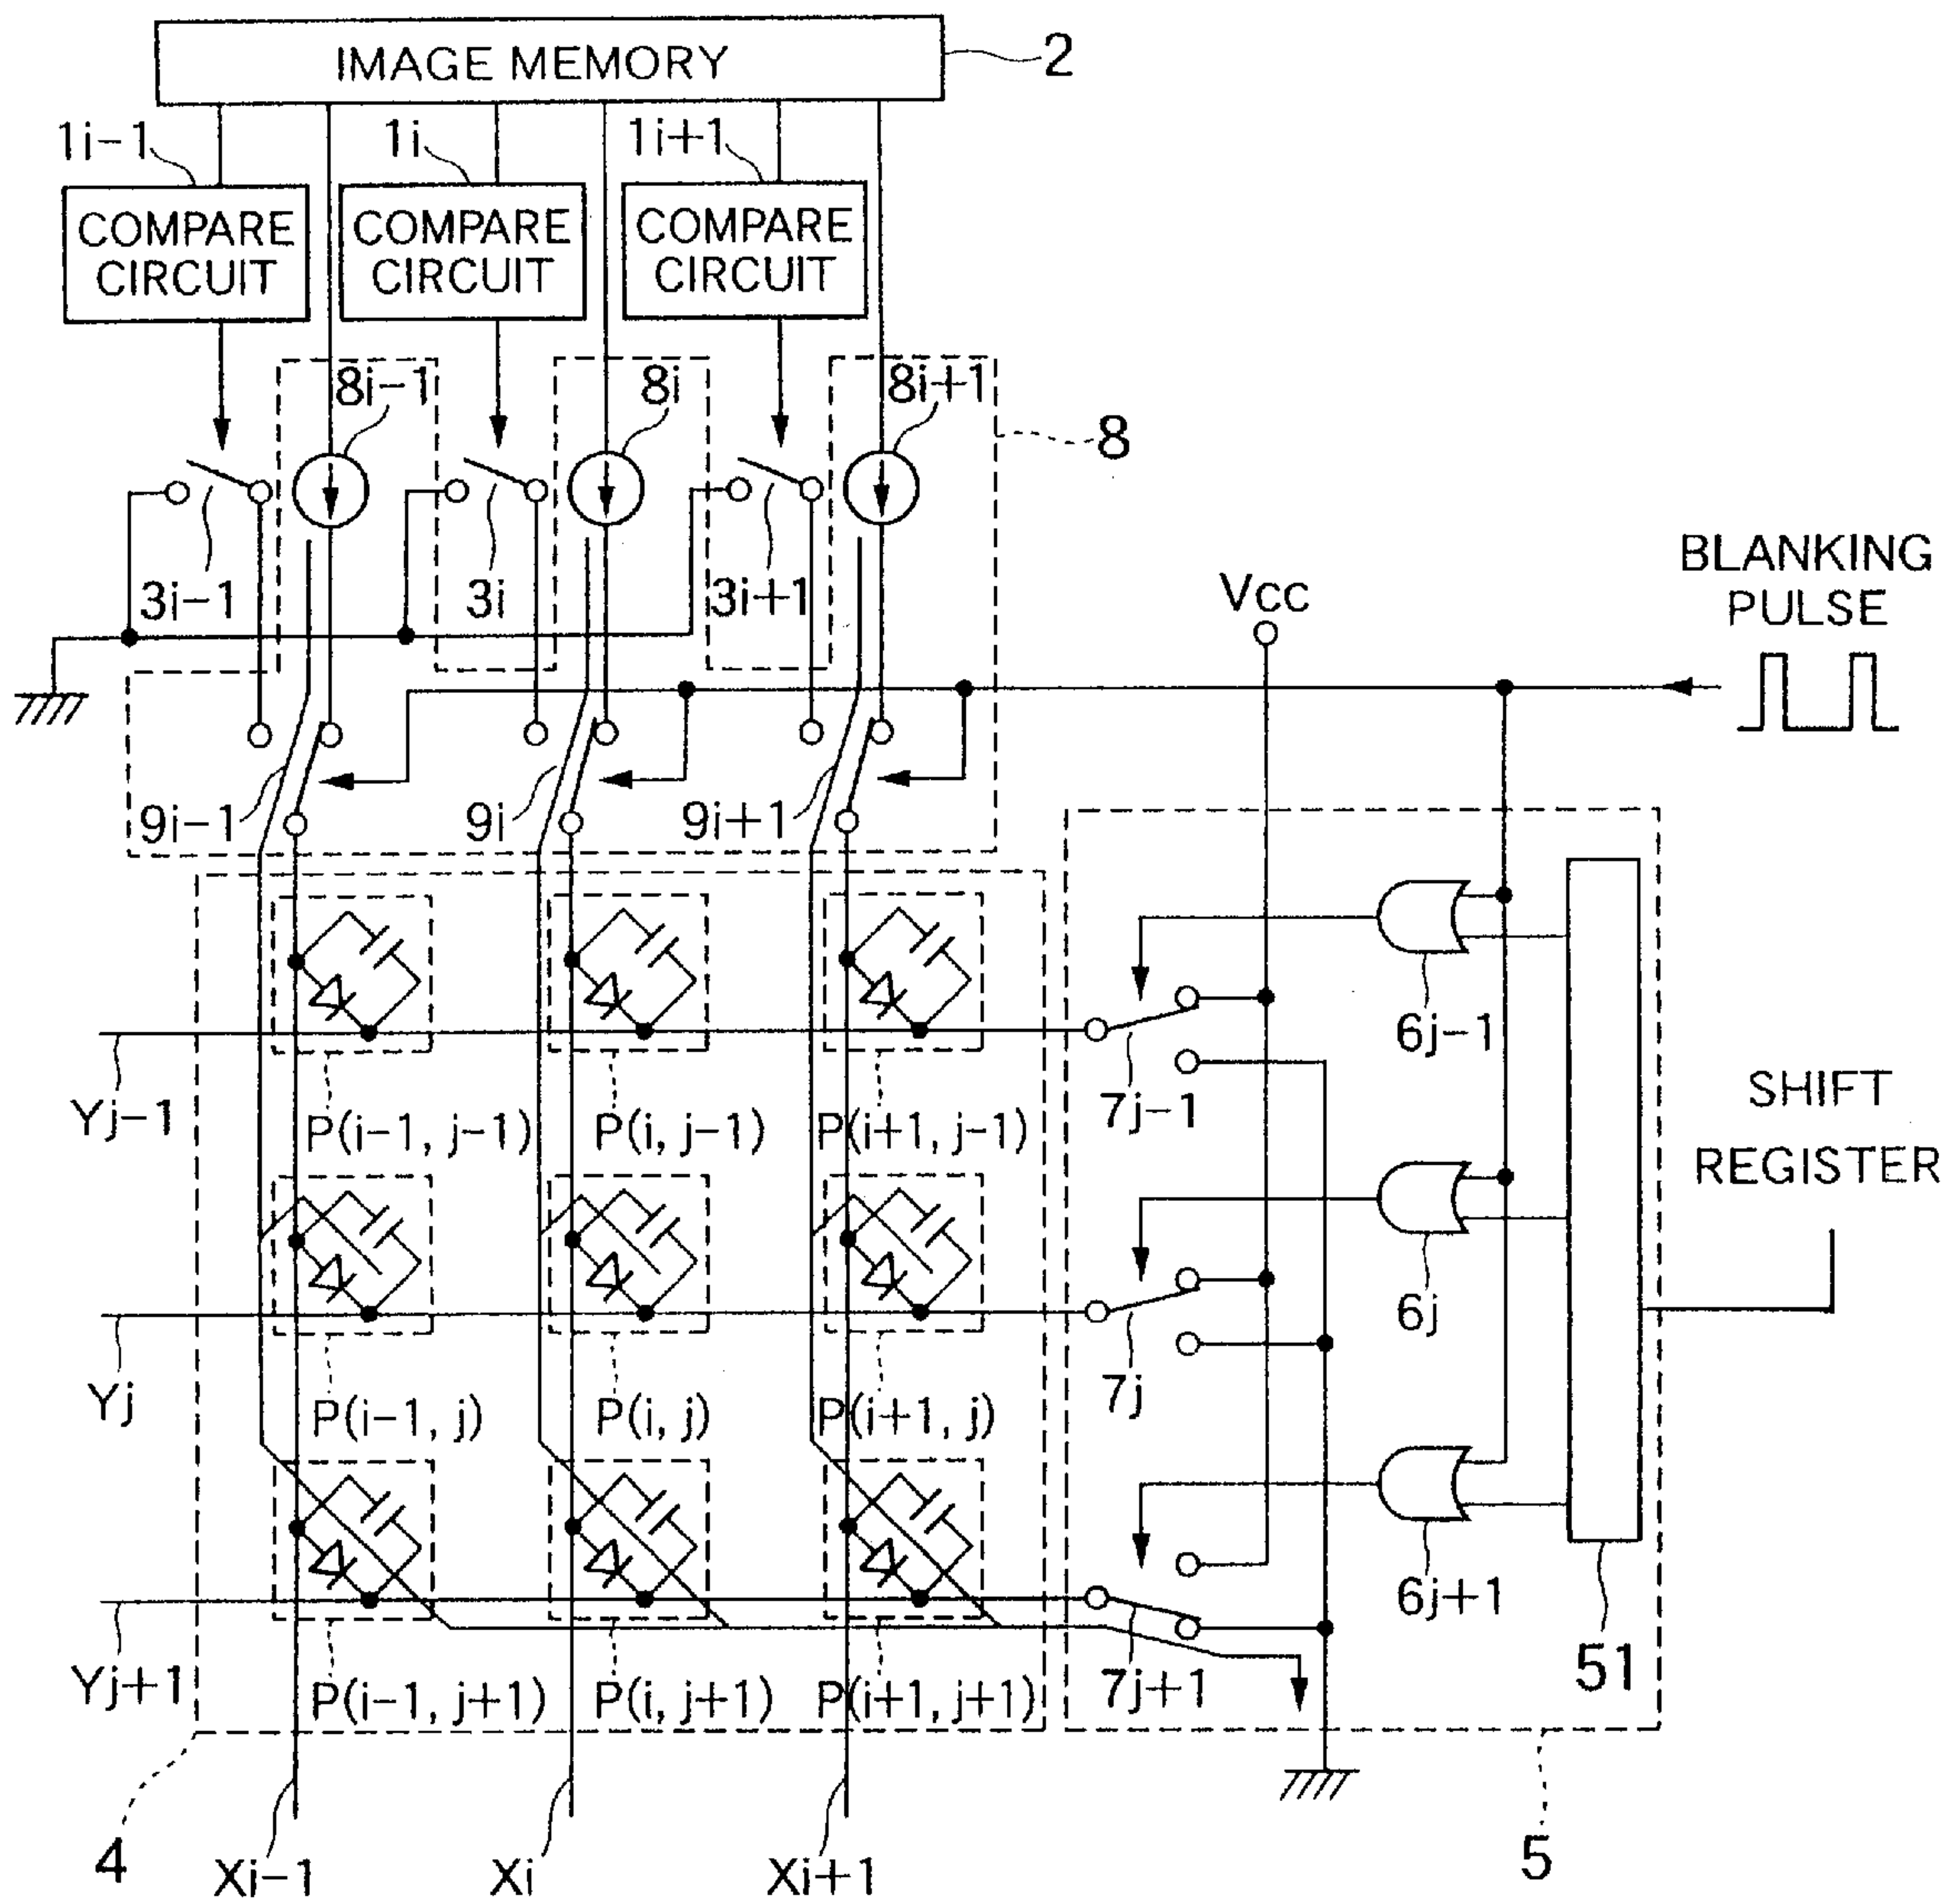 IMAGE MEMORY
2
1i−1
1i
1i+1
COMPARE
CIRCUIT
COMPARE
CIRCUIT
COMPARE
CIRCUIT
8i−1
8i
8i+1
8
3i−1
3i
3i+1
Vcc
BLANKING
PULSE
9i−1
9i
9i+1
6j−1
Yj−1
P(i−1, j−1)
P(i, j−1)
P(i+1, j−1)
7j−1
SHIFT
REGISTER
6j
Yj
P(i−1, j)
P(i, j)
P(i+1, j)
7j
6j+1
Yj+1
P(i−1, j+1)
P(i, j+1)
P(i+1, j+1)
7j+1
51
4
Xi−1
Xi
Xi+1
5